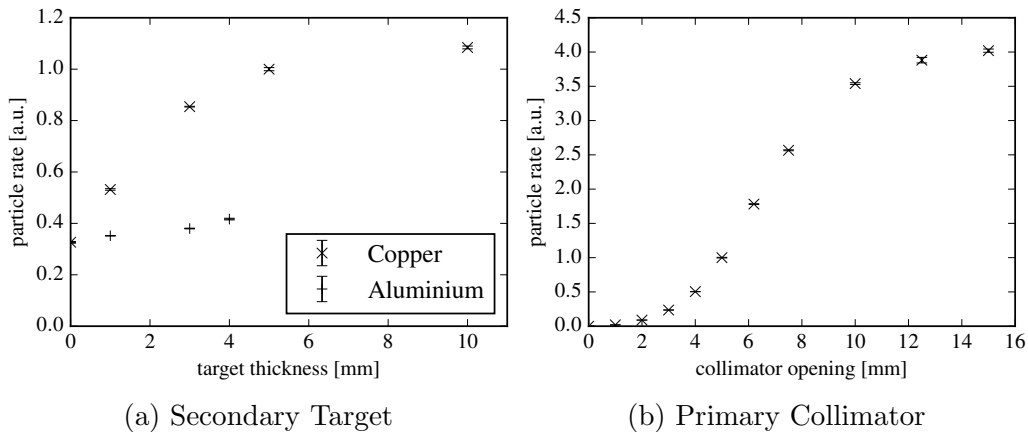 1.2
1.0
0.8
0.6
0.4
0.2
0.0
particle rate [a.u.]
Copper
Aluminium
0 2 4 6 8 10
target thickness [mm]
(a) Secondary Target
4.5
4.0
3.5
3.0
2.5
2.0
1.5
1.0
0.5
0.0
particle rate [a.u.]
0 2 4 6 8 10 12 14 16
collimator opening [mm]
(b) Primary Collimator